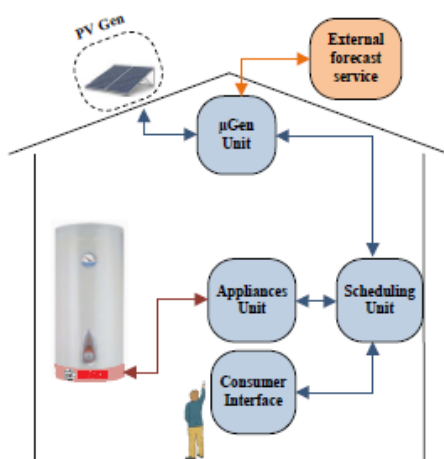 PV Gen
External
forecast
service
µGen
Unit
Appliances
Unit
Scheduling
Unit
Consumer
Interface